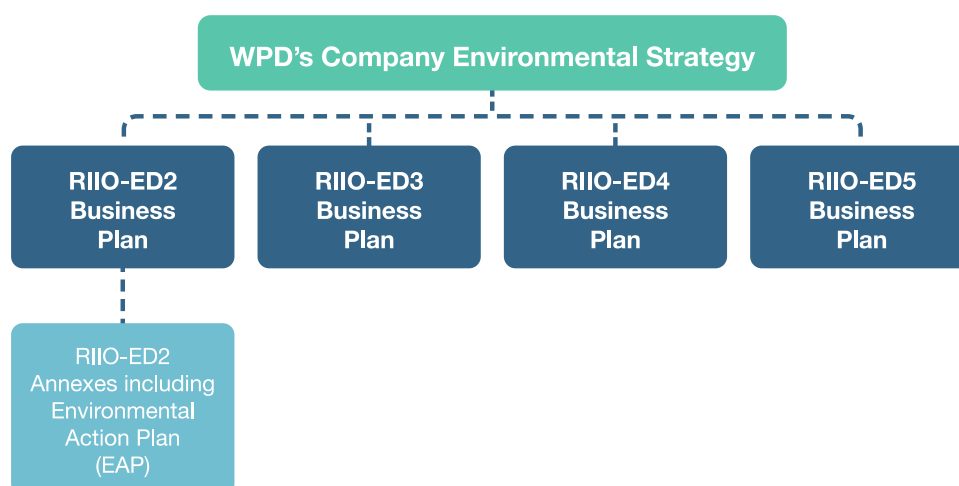 WPD's Company Environmental Strategy
RIIO-ED2
Business
Plan
RIIO-ED3
Business
Plan
RIIO-ED4
Business
Plan
RIIO-ED5
Business
Plan
RIIO-ED2
Annexes including
Environmental
Action Plan
(EAP)